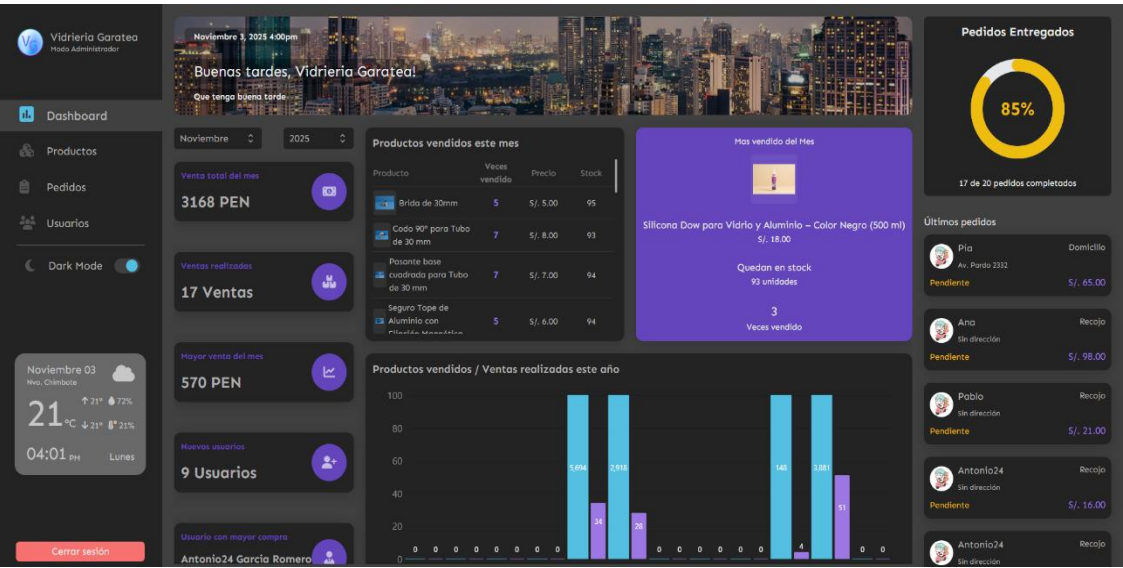 Vidrieria Garatea
Modo Administrador
Dashboard
Productos
Pedidos
Usuarios
Dark Mode
Noviembre 03
Nvo. Chimbote
21°C
↑ 21° 72%
↓ 21° 21%
04:01 PM Lunes
Cerrar sesión
Noviembre 3, 2025 4:00pm
Buenas tardes, Vidrieria Garatea!
Que tenga buena tarde
Noviembre 2025
Venta total del mes
3168 PEN
Ventas realizadas
17 Ventas
Mayor venta del mes
570 PEN
Nuevos usuarios
9 Usuarios
Usuario con mayor compra
Antonio24 Garcia Romero
Productos vendidos este mes
Producto Veces vendido Precio Stock
Brida de 30mm 5 S/. 5.00 95
Codo 90° para Tubo
de 30 mm 7 S/. 8.00 93
Pasante base
cuadrada para Tubo
de 30 mm 7 S/. 7.00 94
Seguro Tope de
Aluminio con 5 S/. 6.00 94
Mas vendido del Mes
Silicona Dow para Vidrio y Aluminio – Color Negro (500 ml)
S/. 18.00
Quedan en stock
93 unidades
3
Veces vendido
Productos vendidos / Ventas realizadas este año
100
80
60
40
20
0
0 0 0 0 0 0 0 0 5,694 34 2,918 28 0 0 0 0 0 0 148 4 3,881 51 0 0
Pedidos Entregados
85%
17 de 20 pedidos completados
Últimos pedidos
Pia Domicilio
Av. Pardo 2332
Pendiente S/. 65.00
Ana Recojo
Sin dirección
Pendiente S/. 98.00
Pablo Recojo
Sin dirección
Pendiente S/. 21.00
Antonio24 Recojo
Sin dirección
Pendiente S/. 16.00
Antonio24 Recojo
Sin dirección